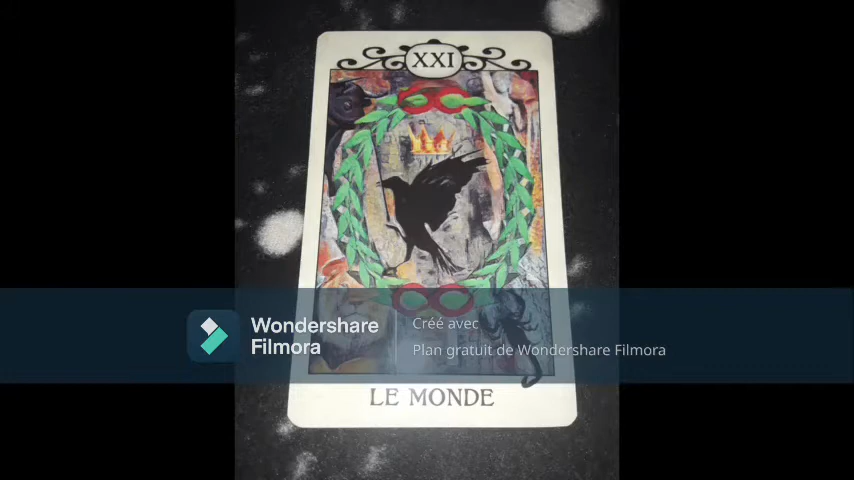 XXI
Wondershare
Filmora
Créé avec
Plan gratuit de Wondershare Filmora
LE MONDE